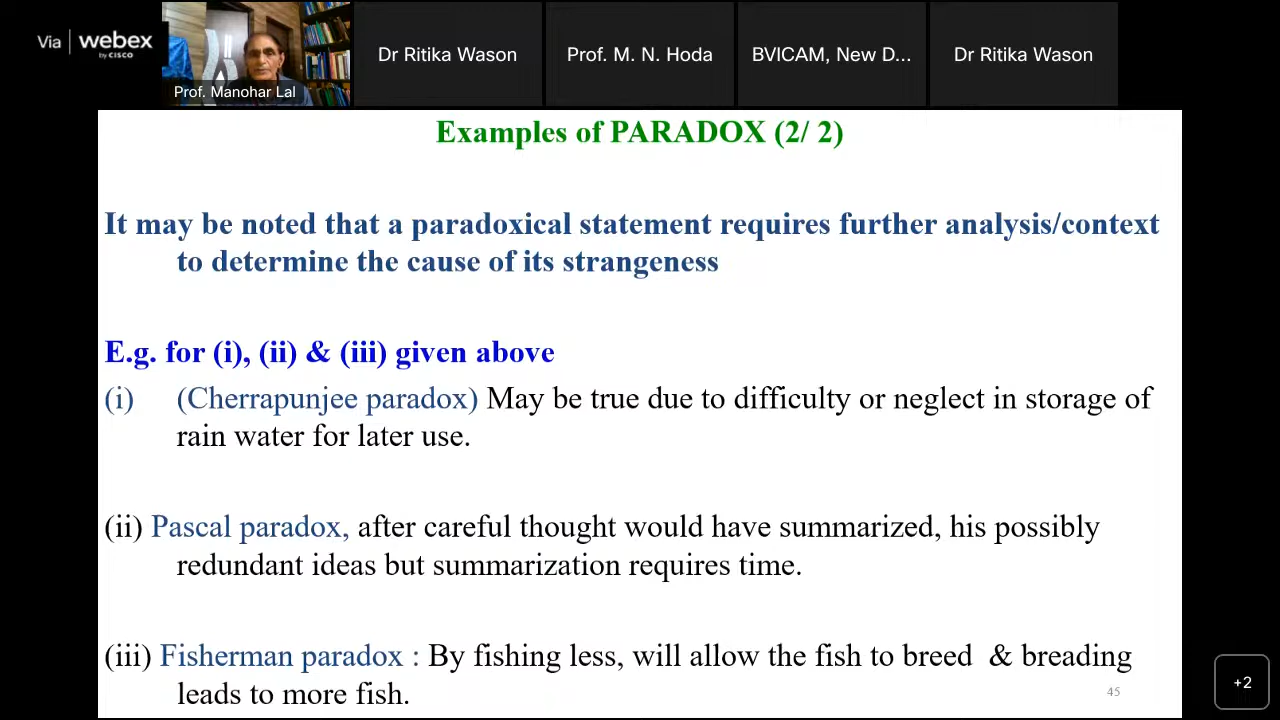 Via | webex
by CISCO
Prof. Manohar Lal
Dr Ritika Wason
Prof. M. N. Hoda
BVICAM, New D...
Dr Ritika Wason
Examples of PARADOX (2/ 2)
It may be noted that a paradoxical statement requires further analysis/context
to determine the cause of its strangeness
E.g. for (i), (ii) & (iii) given above
(i) (Cherrapunjee paradox) May be true due to difficulty or neglect in storage of
rain water for later use.
(ii) Pascal paradox, after careful thought would have summarized, his possibly
redundant ideas but summarization requires time.
(iii) Fisherman paradox : By fishing less, will allow the fish to breed & breading
leads to more fish.
45
+2